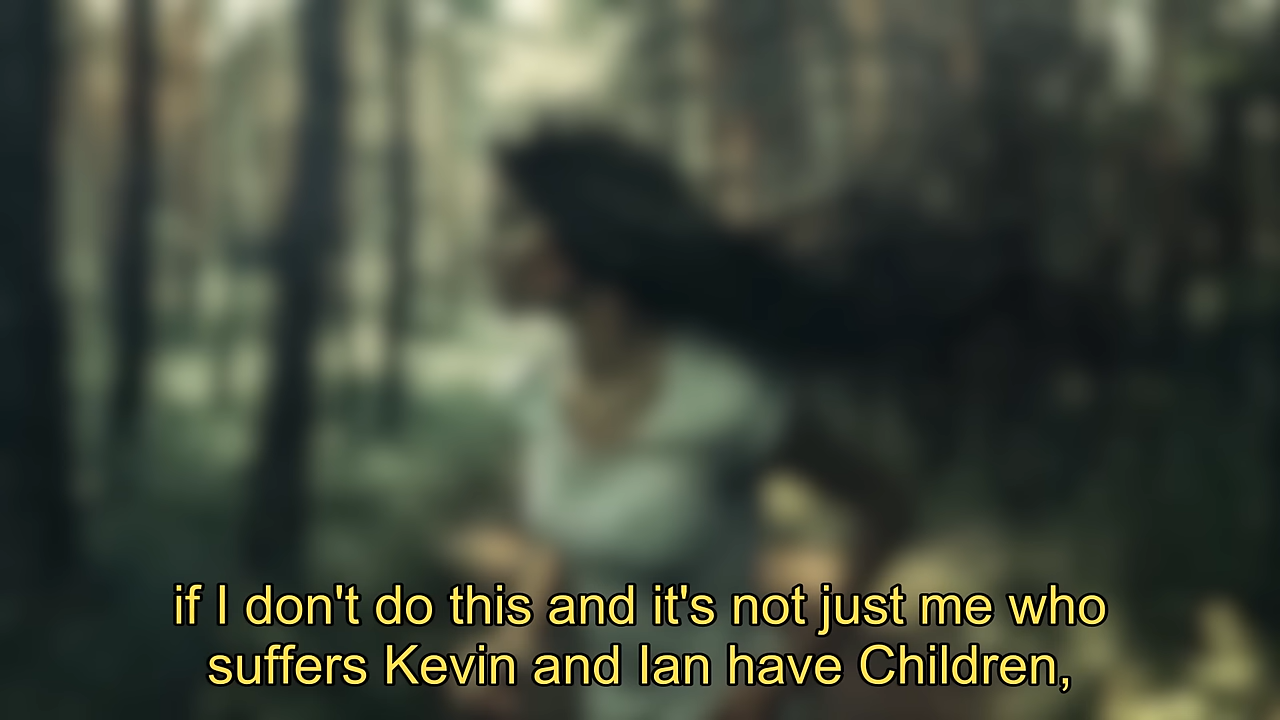 if I don't do this and it's not just me who
suffers Kevin and Ian have Children,